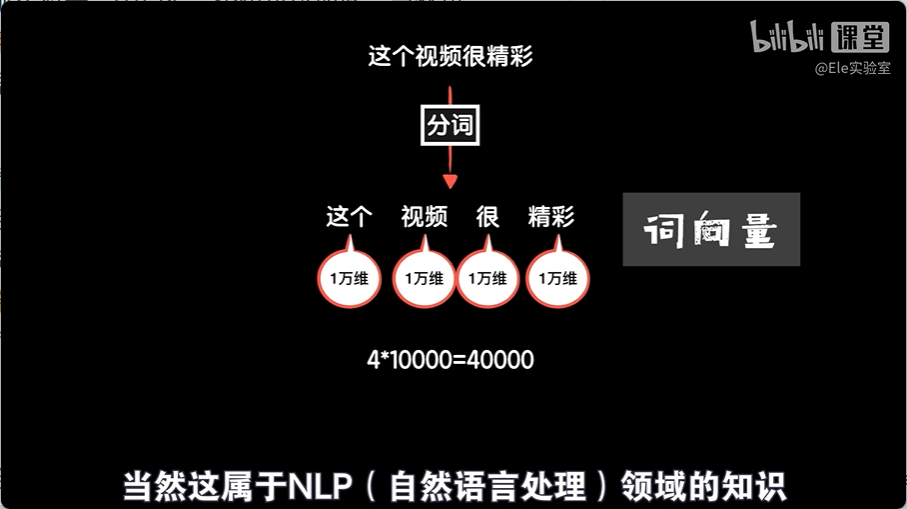 bilibili 课堂
@Ele实验室
这个视频很精彩
分词
这个 视频 很 精彩
词向量
1万维 1万维 1万维 1万维
4*10000=40000
当然这属于NLP（自然语言处理）领域的知识